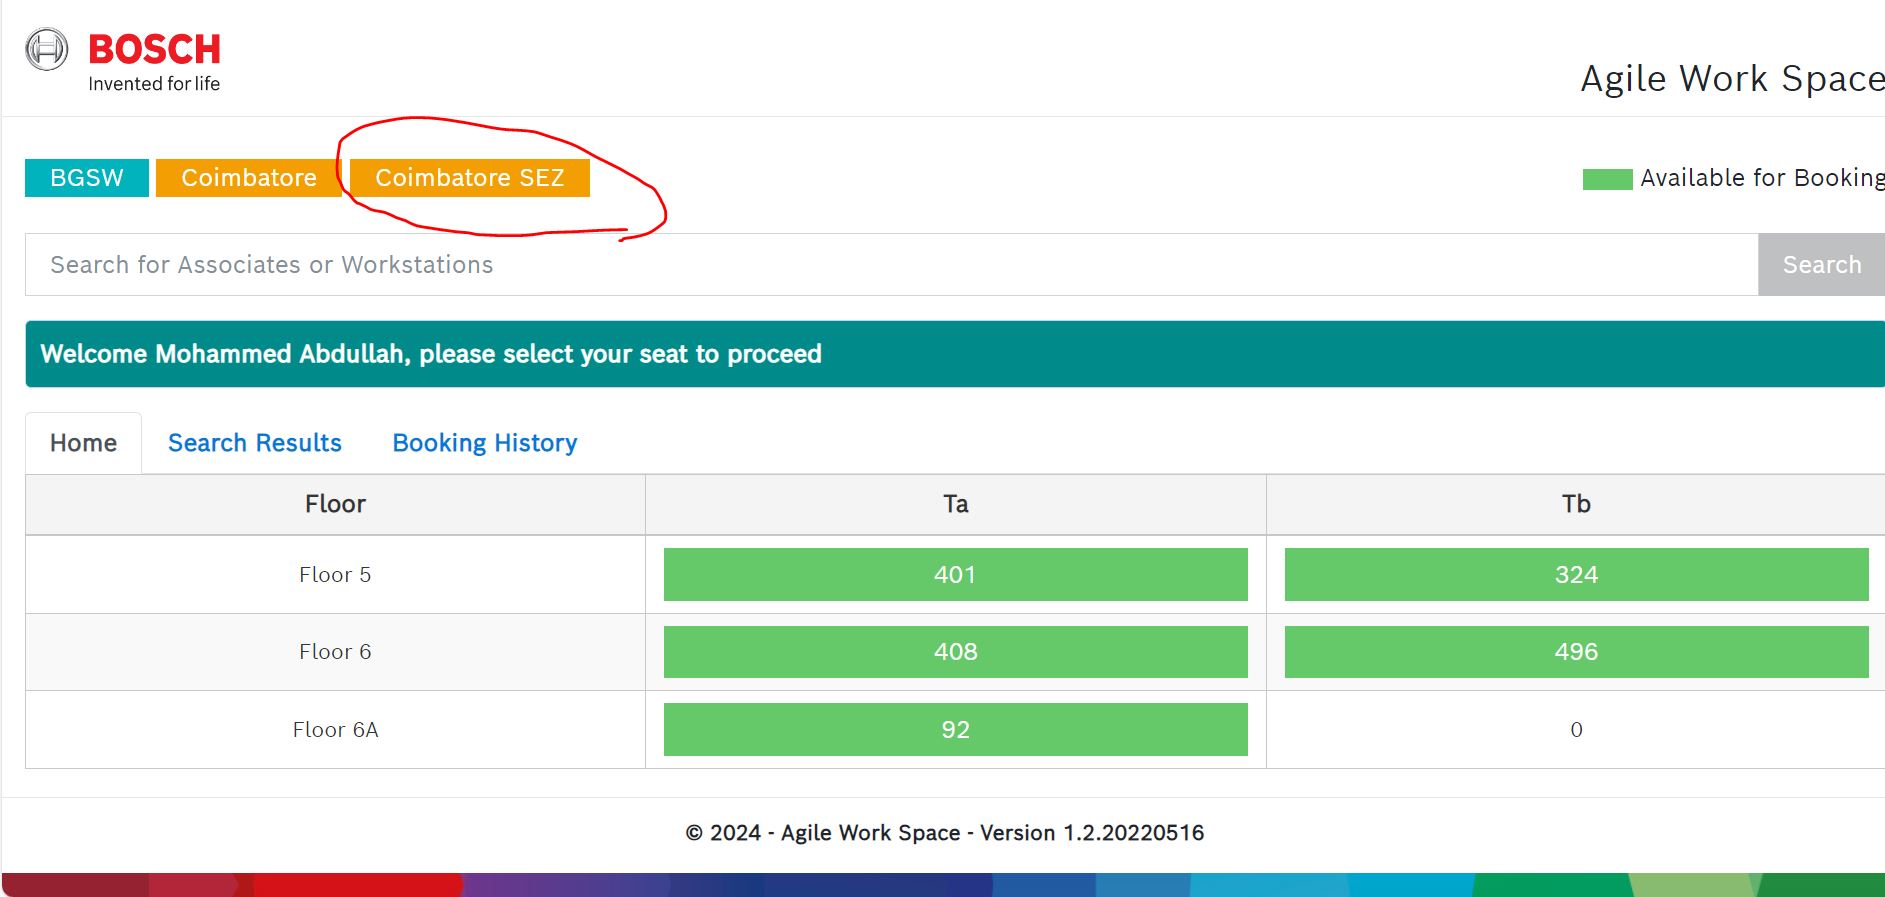 BOSCH
Invented for life
Agile Work Space
BGSW Coimbatore Coimbatore SEZ
Available for Booking
Search for Associates or Workstations
Search
Welcome Mohammed Abdullah, please select your seat to proceed
Home Search Results Booking History
Floor Ta Tb
Floor 5 401 324
Floor 6 408 496
Floor 6A 92 0
© 2024 - Agile Work Space - Version 1.2.20220516